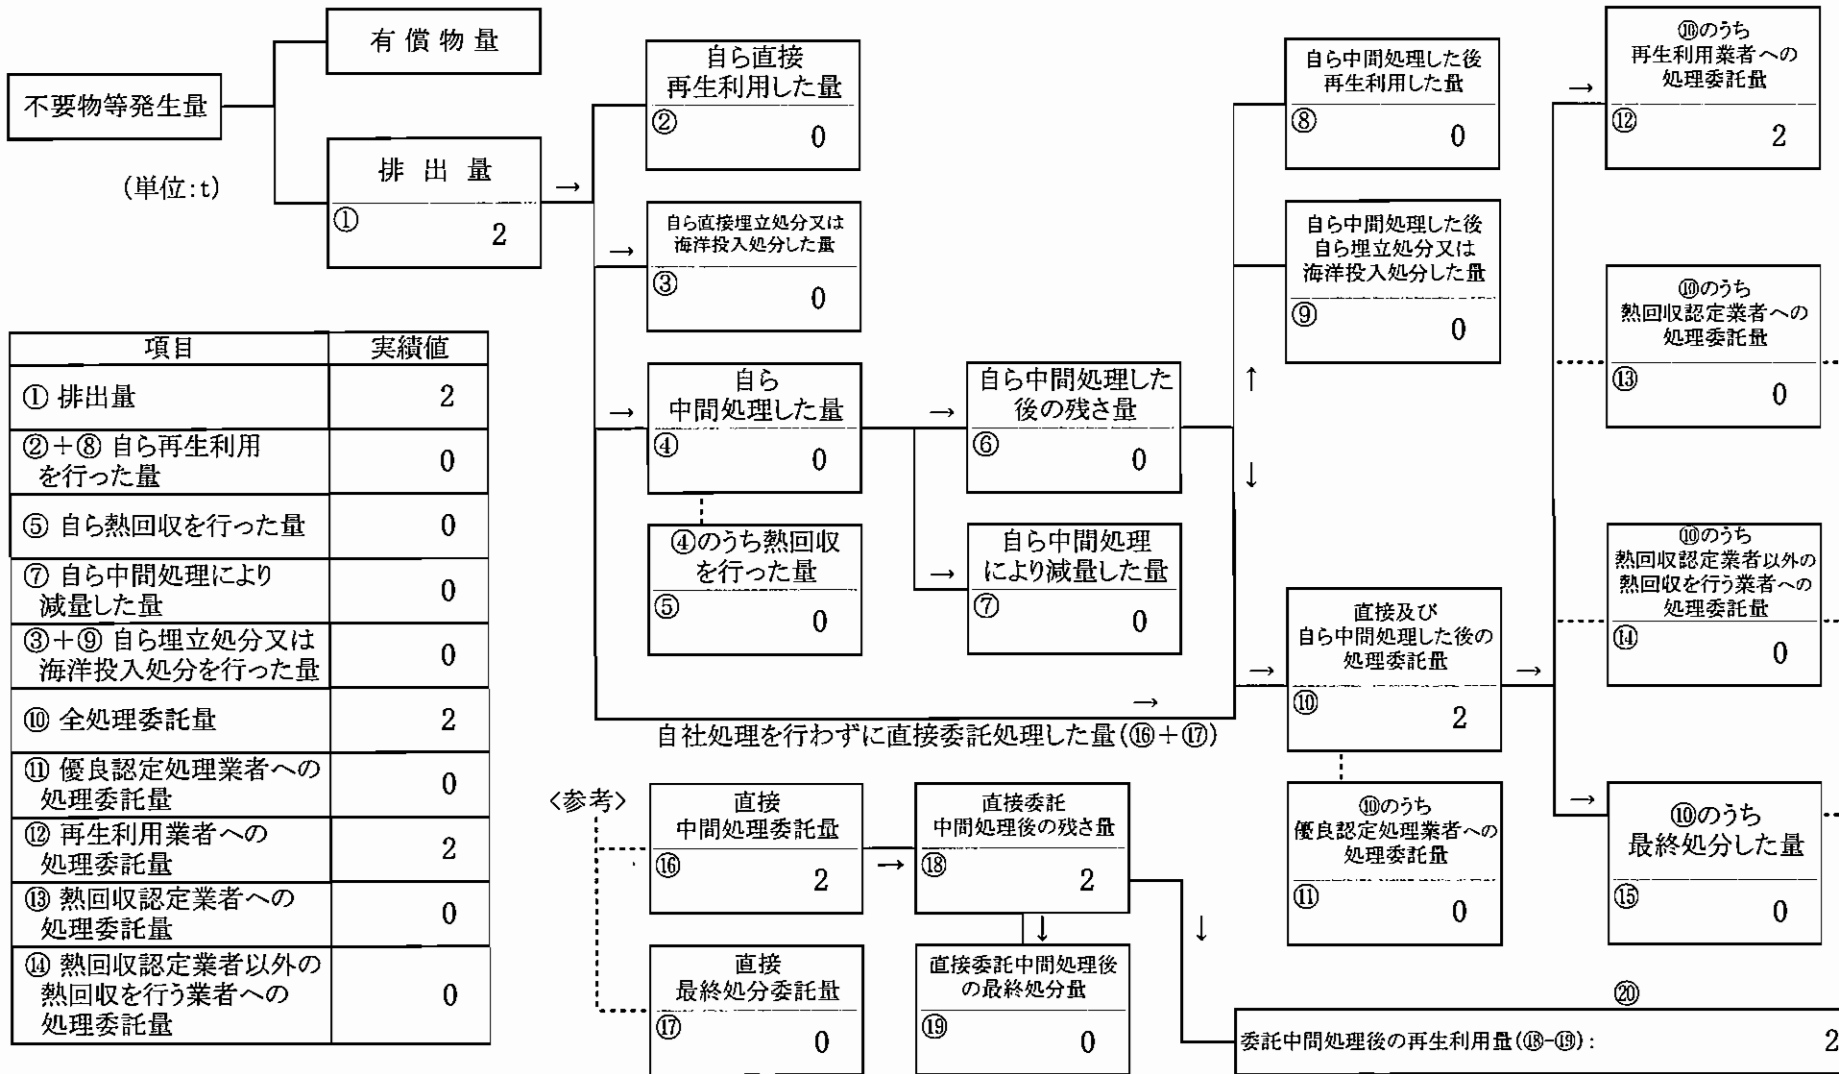 不要物等発生量
(単位:t)
有償物量
排出量
① 2
→
自ら直接
再生利用した量
② 0
→
自ら直接埋立処分又は
海洋投入処分した量
③ 0
→
自ら
中間処理した量
④ 0
④のうち熱回収
を行った量
⑤ 0
→
自ら中間処理した
後の残さ量
⑥ 0
→
自ら中間処理
により減量した量
⑦ 0
→
自社処理を行わずに直接委託処理した量(⑯+⑰)
↑
↓
自ら中間処理した後
再生利用した量
⑧ 0
自ら中間処理した後
自ら埋立処分又は
海洋投入処分した量
⑨ 0
→
直接及び
自ら中間処理した後の
処理委託量
⑩ 2
→
⑩のうち
優良認定処理業者への
処理委託量
⑪ 0
→
⑩のうち
再生利用業者への
処理委託量
⑫ 2
⑩のうち
熱回収認定業者への
処理委託量
⑬ 0
⑩のうち
熱回収認定業者以外の
熱回収を行う業者への
処理委託量
⑭ 0
→
⑩のうち
最終処分した量
⑮ 0
項目 実績値
① 排出量 2
②+⑧ 自ら再生利用
を行った量 0
⑤ 自ら熱回収を行った量 0
⑦ 自ら中間処理により
減量した量 0
③+⑨ 自ら埋立処分又は
海洋投入処分を行った量 0
⑩ 全処理委託量 2
⑪ 優良認定処理業者への
処理委託量 0
⑫ 再生利用業者への
処理委託量 2
⑬ 熱回収認定業者への
処理委託量 0
⑭ 熱回収認定業者以外の
熱回収を行う業者への
処理委託量 0
〈参考〉
直接
中間処理委託量
⑯ 2
→
直接委託
中間処理後の残さ量
⑱ 2
↓
↓
直接
最終処分委託量
⑰ 0
直接委託中間処理後
の最終処分量
⑲ 0
⑳
委託中間処理後の再生利用量(⑱-⑲): 2